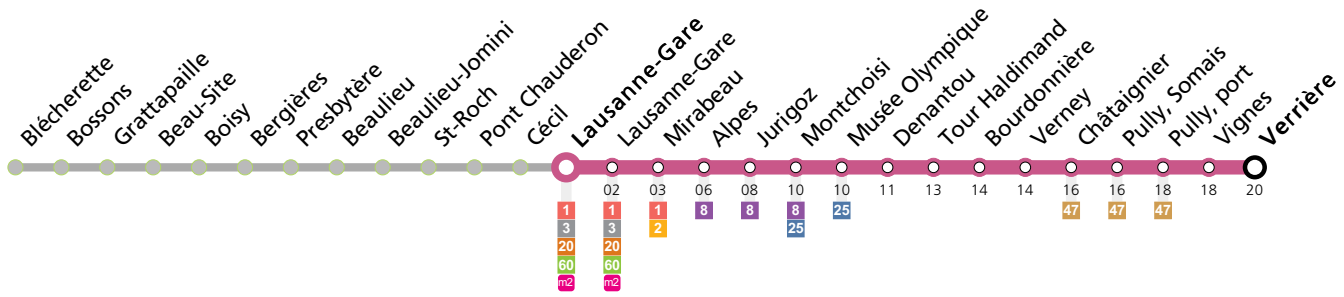 Blécherette
Bossons
Grattapaille
Beau-Site
Boisy
Bergières
Presbytère
Beaulieu
Beaulieu-Jomini
St-Roch
Pont Chauderon
Cécil
Lausanne-Gare
Lausanne-Gare
Mirabeau
Alpes
Jurigoz
Montchoisi
Musée Olympique
Denantou
Tour Haldimand
Bourdonnière
Verney
Châtaignier
Pully, Somais
Pully, port
Vignes
Verrière
02 03 06 08 10 10 11 13 14 14 16 16 18 18 20
1 1 1 8 8 8 25 47 47 47
3 3 2 25
20 20
60 60
m2 m2